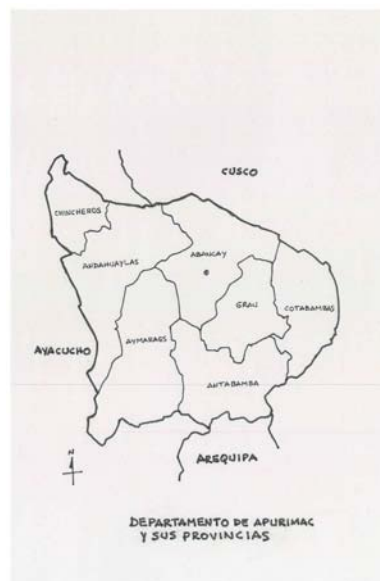 CUSCO
CHINCHEROS
ABANCAY
ANDAHUAYLAS
GRAU
COTABAMBAS
AYMARAES
AYACUCHO
ANTABAMBA
N
AREQUIPA
DEPARTAMENTO DE APURIMAC
Y SUS PROVINCIAS